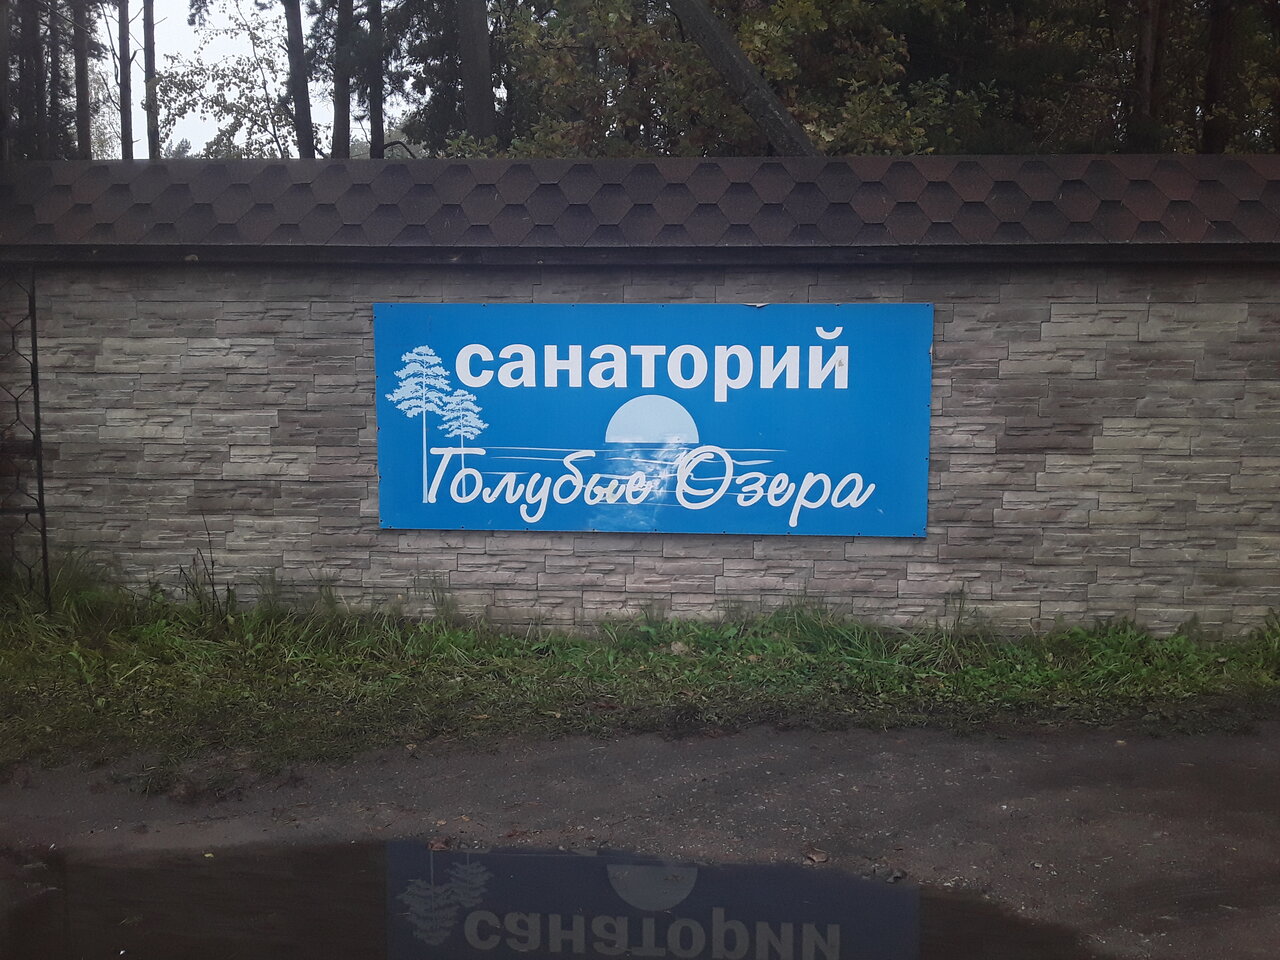 санаторий
Голубые Озера